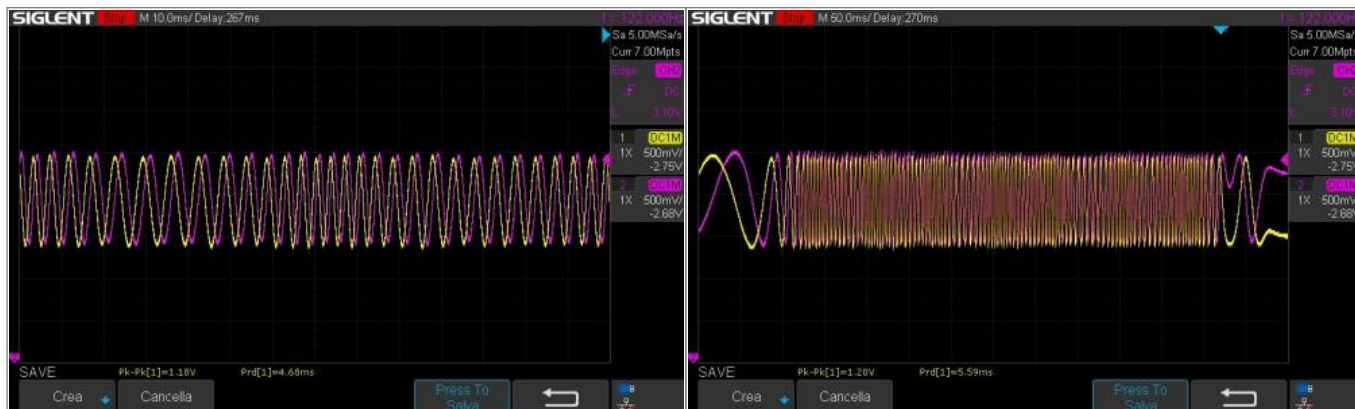 SIGLENT Stop M 10.0ms/ Delay:267ms f = 122.000Hz
Sa 5.00MSa/s
Curr 7.00Mpts
Edge CH2
DC
L 3.10V
1 DC1M
1X 500mV/
-2.75V
2 DC1M
1X 500mV/
-2.68V
SAVE Pk-Pk[1]=1.18V Prd[1]=4.68ms
Crea Cancella Press To
Salva
SIGLENT Stop M 50.0ms/ Delay:270ms f = 122.000Hz
Sa 5.00MSa/s
Curr 7.00Mpts
Edge CH2
DC
L 3.10V
1 DC1M
1X 500mV/
-2.75V
2 DC1M
1X 500mV/
-2.68V
SAVE Pk-Pk[1]=1.20V Prd[1]=5.59ms
Crea Cancella Press To
Salva